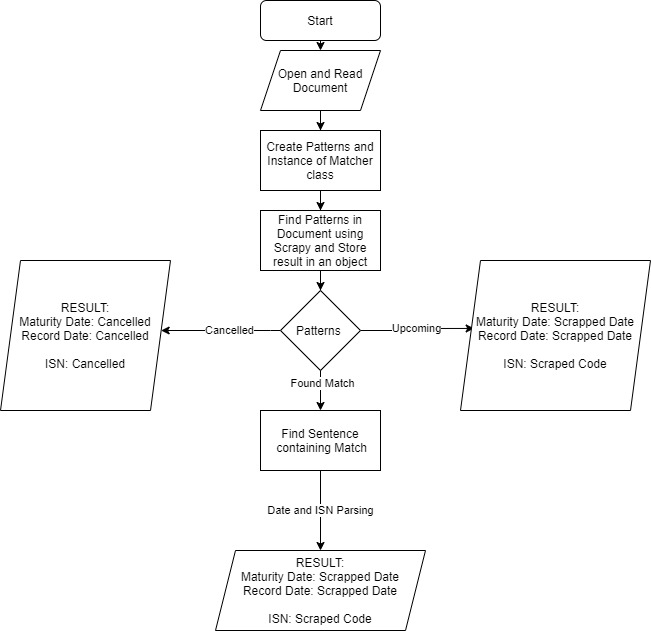 Start
Open and Read
Document
Create Patterns and
Instance of Matcher
class
Find Patterns in
Document using
Scrapy and Store
result in an object
RESULT:
Maturity Date: Cancelled
Record Date: Cancelled
ISN: Cancelled
Cancelled
Patterns
Upcoming
RESULT:
Maturity Date: Scrapped Date
Record Date: Scrapped Date
ISN: Scraped Code
Found Match
Find Sentence
containing Match
Date and ISN Parsing
RESULT:
Maturity Date: Scrapped Date
Record Date: Scrapped Date
ISN: Scraped Code